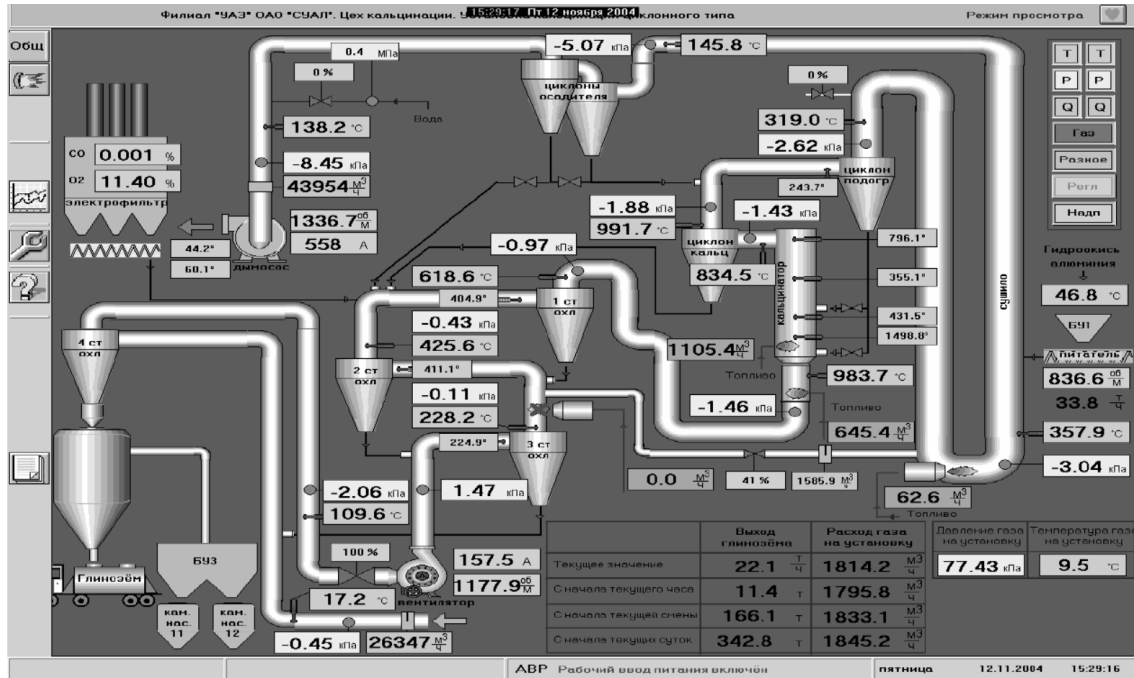 Филиал "УАЗ" ОАО "СУАЛ". Цех кальцинации.
15:29:17 Пт 12 ноября 2004
циклонного типа
Режим просмотра
Общ
0.4 МПа
-5.07 кПа
145.8 °C
0 %
циклоны осадителя
0 %
T T
P P
Q Q
Газ
Разное
Регл
Надп
Вода
138.2 °C
319.0 °C
-2.62 кПа
CO 0.001 %
O2 11.40 %
-8.45 кПа
43954 м3/ч
циклон
подогр
243.7°
электрофильтр
1336.7 об/м
558 А
-1.88 кПа
991.7 °C
-1.43 кПа
44.2°
60.1°
дымосос
-0.97 кПа
циклон
кальц
834.5 °C
796.1°
355.1°
431.5°
1498.8°
кальцинатор
сушило
Гидроокись
алюминия
46.8 °C
БУ1
питатель
836.6 об/м
33.8 т/ч
618.6 °C
404.9°
1 ст
охл
-0.43 кПа
425.6 °C
1105.4 м3/ч
Топливо
4 ст
охл
2 ст
охл
411.1°
-0.11 кПа
228.2 °C
983.7 °C
-1.46 кПа
Топливо
645.4 м3/ч
224.9°
3 ст
охл
357.9 °C
-3.04 кПа
0.0 м3/ч
41 %
1585.9 м3/ч
62.6 м3/ч
Топливо
-2.06 кПа
109.6 °C
1.47 кПа
100 %
157.5 А
1177.9 об/м
вентилятор
17.2 °C
-0.45 кПа
26347 м3/ч
Глинозём
БУ3
кам.
нас.
11
кам.
нас.
12
Выход глинозёма Расход газа на установку
Текущее значение 22.1 т/ч 1814.2 м3/ч
С начала текущего часа 11.4 т 1795.8 м3/ч
С начала текущей смены 166.1 т 1833.1 м3/ч
С начала текущих суток 342.8 т 1845.2 м3/ч
Давление газа
на установку
77.43 кПа
Температура газа
на установку
9.5 °C
АВР Рабочий ввод питания включён
пятница 12.11.2004 15:29:16